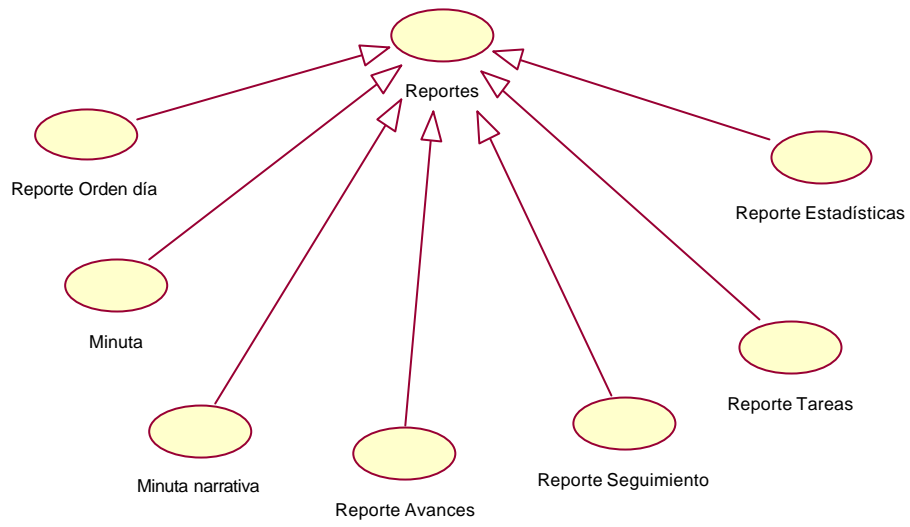 Reportes
Reporte Orden día
Reporte Estadísticas
Minuta
Reporte Tareas
Minuta narrativa
Reporte Seguimiento
Reporte Avances